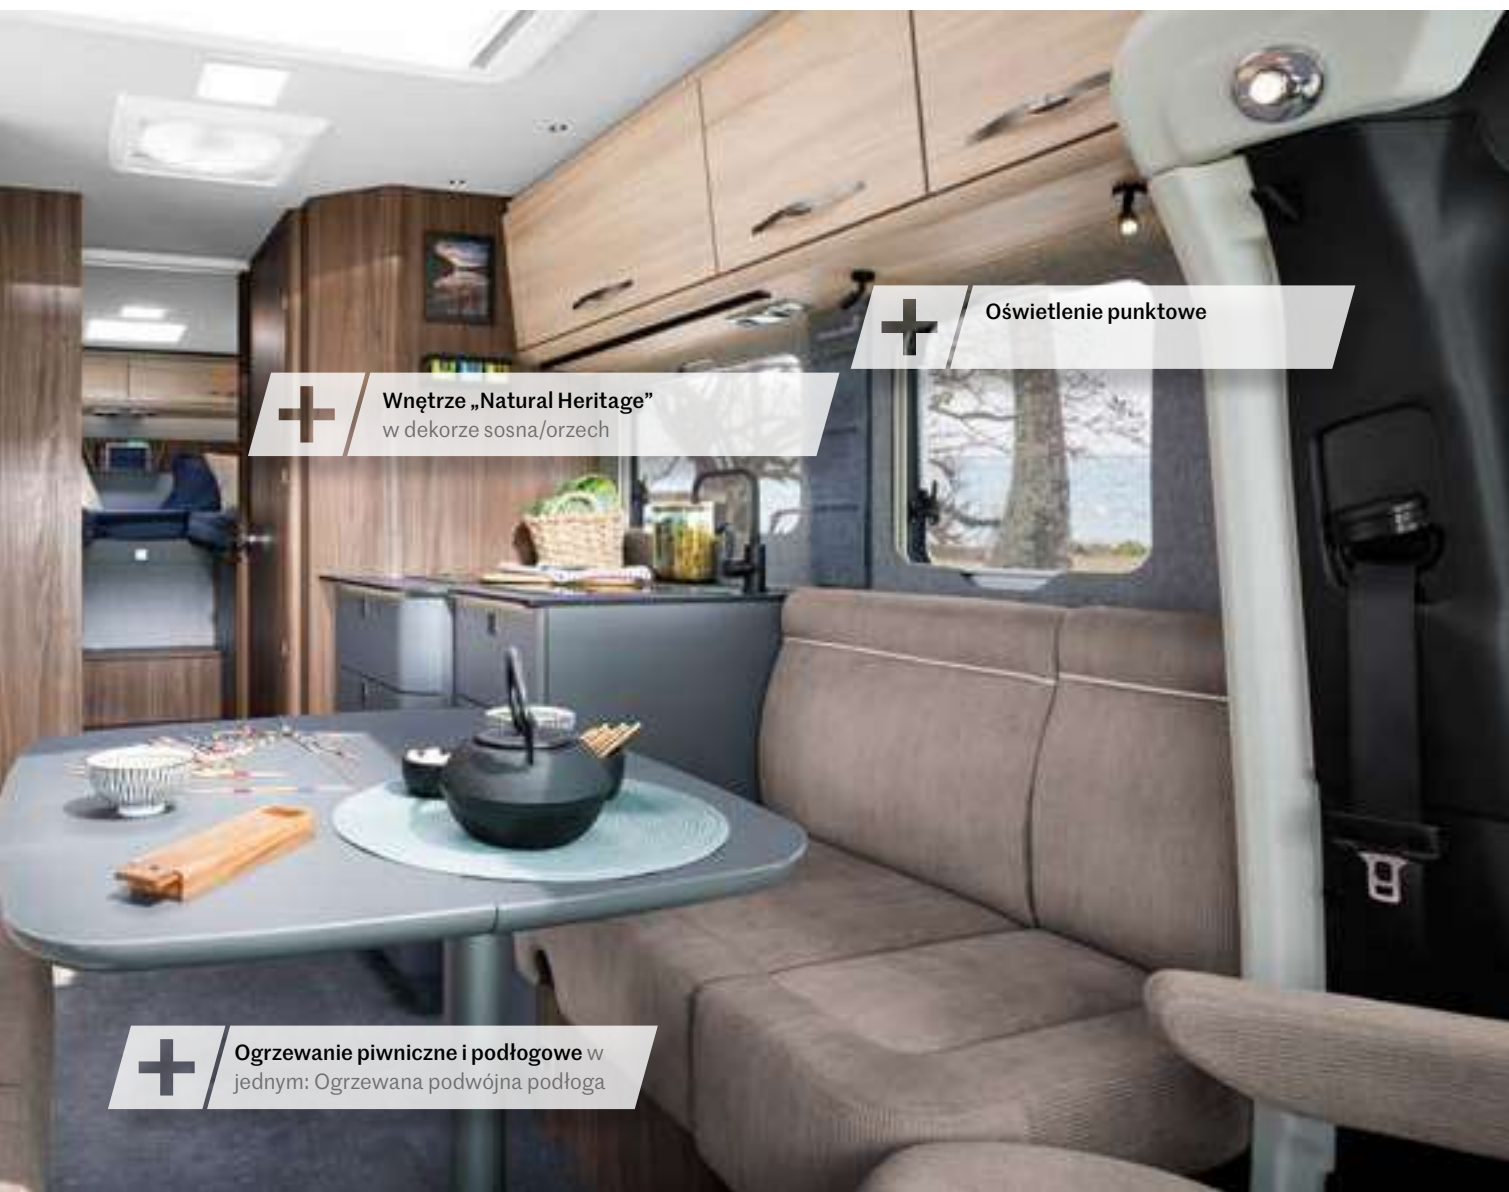 Oświetlenie punktowe
Wnętrze „Natural Heritage”
w dekorze sosna/orzech
Ogrzewanie piwniczne i podłogowe w
jednym: Ogrzewana podwójna podłoga